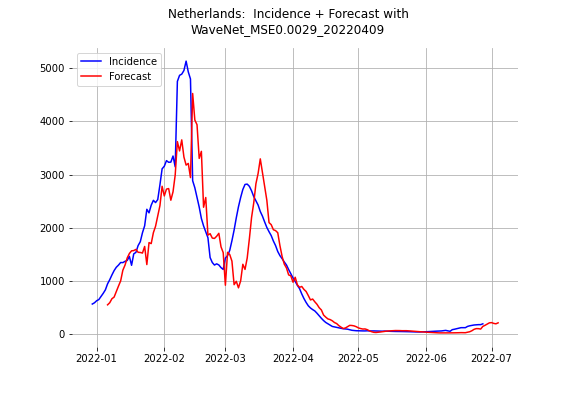 Netherlands:  Incidence + Forecast with
WaveNet_MSE0.0029_20220409
Incidence
Forecast
5000
4000
3000
2000
1000
0
2022-01 2022-02 2022-03 2022-04 2022-05 2022-06 2022-07